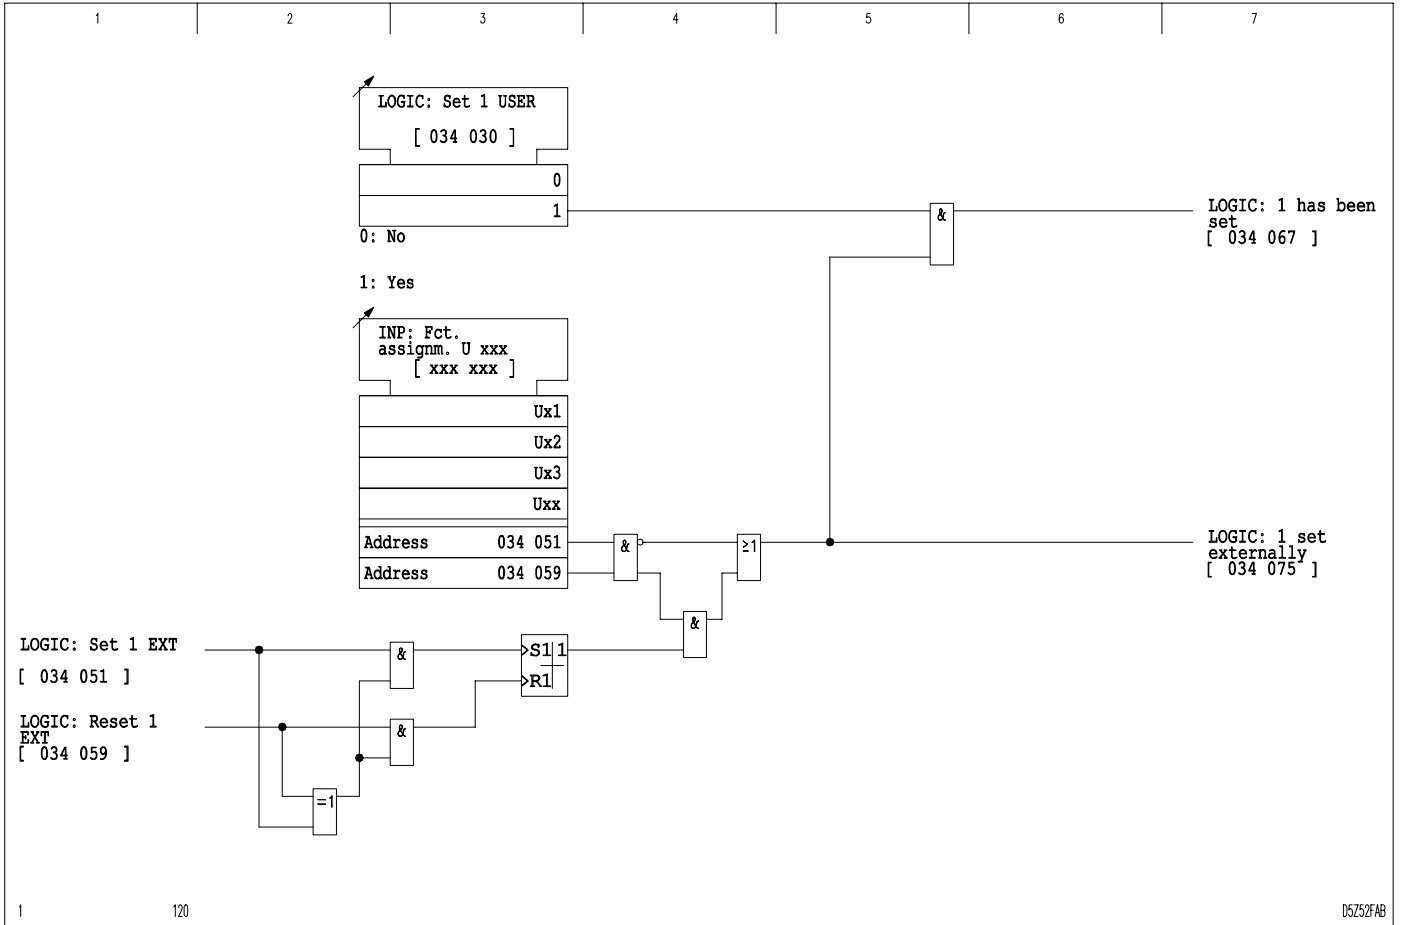 1 2 3 4 5 6 7
LOGIC: Set 1 USER
[ 034 030 ]
0
1
0: No
1: Yes
&
LOGIC: 1 has been
set
[ 034 067 ]
INP: Fct.
assignm. U xxx
[ xxx xxx ]
Ux1
Ux2
Ux3
Uxx
Address 034 051
Address 034 059
&
≥1
&
LOGIC: 1 set
externally
[ 034 075 ]
LOGIC: Set 1 EXT
[ 034 051 ]
LOGIC: Reset 1
EXT
[ 034 059 ]
&
&
=1
S1 1
R1
1 120 D5Z52FAB